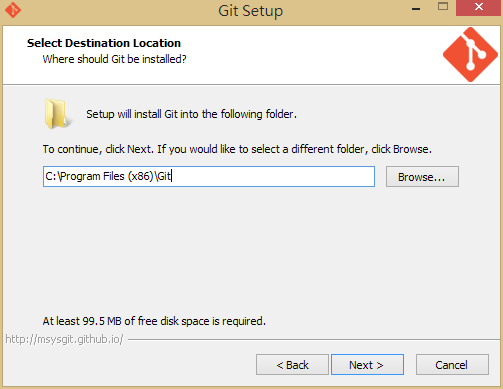 Git Setup
Select Destination Location
Where should Git be installed?
Setup will install Git into the following folder.
To continue, click Next. If you would like to select a different folder, click Browse.
C:\Program Files (x86)\Git
Browse...
At least 99.5 MB of free disk space is required.
http://msysgit.github.io/
< Back
Next >
Cancel